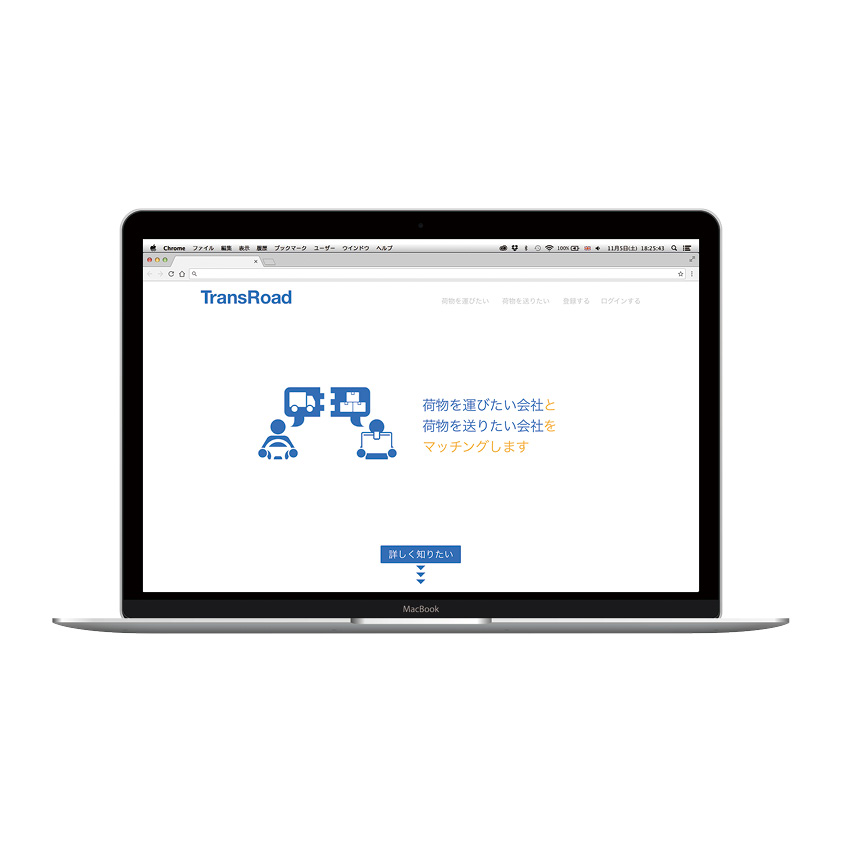 Chrome ファイル 編集 表示 履歴 ブックマーク ユーザー ウインドウ ヘルプ 100% 11月5日(土) 18:25:43
TransRoad 荷物を運びたい 荷物を送りたい 登録する ログインする
荷物を運びたい会社と
荷物を送りたい会社を
マッチングします
詳しく知りたい
MacBook